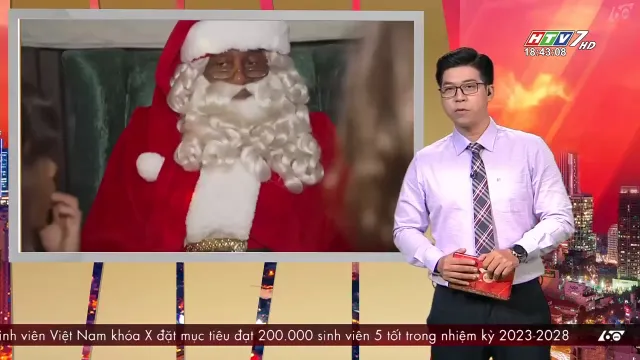 HTV7 HD
18:43:08
inh viên Việt Nam khóa X đặt mục tiêu đạt 200.000 sinh viên 5 tốt trong nhiệm kỳ 2023-2028